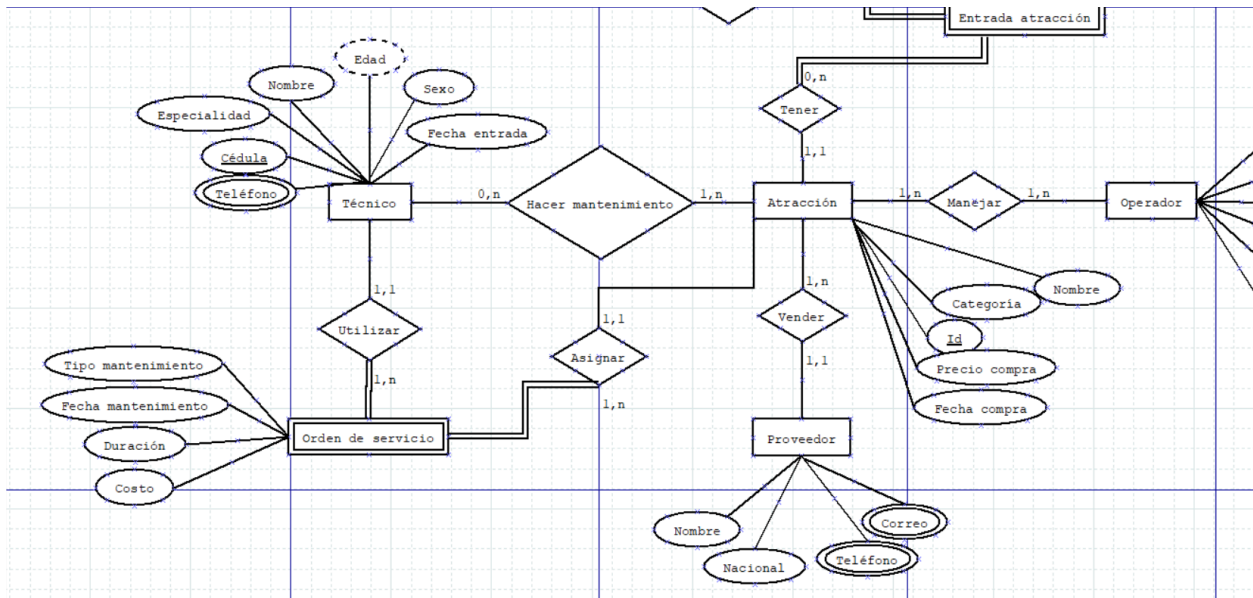 Entrada atracción
Edad
0,n
Nombre
Sexo
Tener
Especialidad
Fecha entrada
1,1
Cédula
Teléfono
Técnico
0,n
Hacer mantenimiento
1,n
Atracción
1,n
Manejar
1,n
Operador
1,1
1,n
Categoría
Nombre
Utilizar
1,1
Vender
Id
Asignar
1,1
Tipo mantenimiento
1,n
Precio compra
Fecha mantenimiento
1,n
Fecha compra
Duración
Orden de servicio
Proveedor
Costo
Nombre
Correo
Nacional
Teléfono